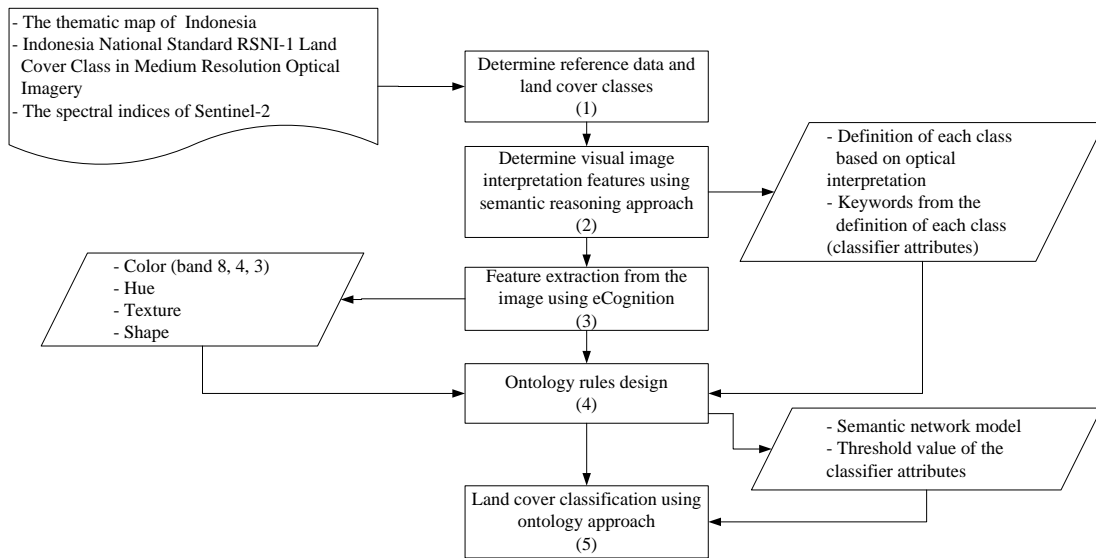 - The thematic map of Indonesia
- Indonesia National Standard RSNI-1 Land
Cover Class in Medium Resolution Optical
Imagery
- The spectral indices of Sentinel-2
Determine reference data and
land cover classes
(1)
Determine visual image
interpretation features using
semantic reasoning approach
(2)
- Definition of each class
based on optical
interpretation
- Keywords from the
definition of each class
(classifier attributes)
Feature extraction from the
image using eCognition
(3)
- Color (band 8, 4, 3)
- Hue
- Texture
- Shape
Ontology rules design
(4)
- Semantic network model
- Threshold value of the
classifier attributes
Land cover classification using
ontology approach
(5)